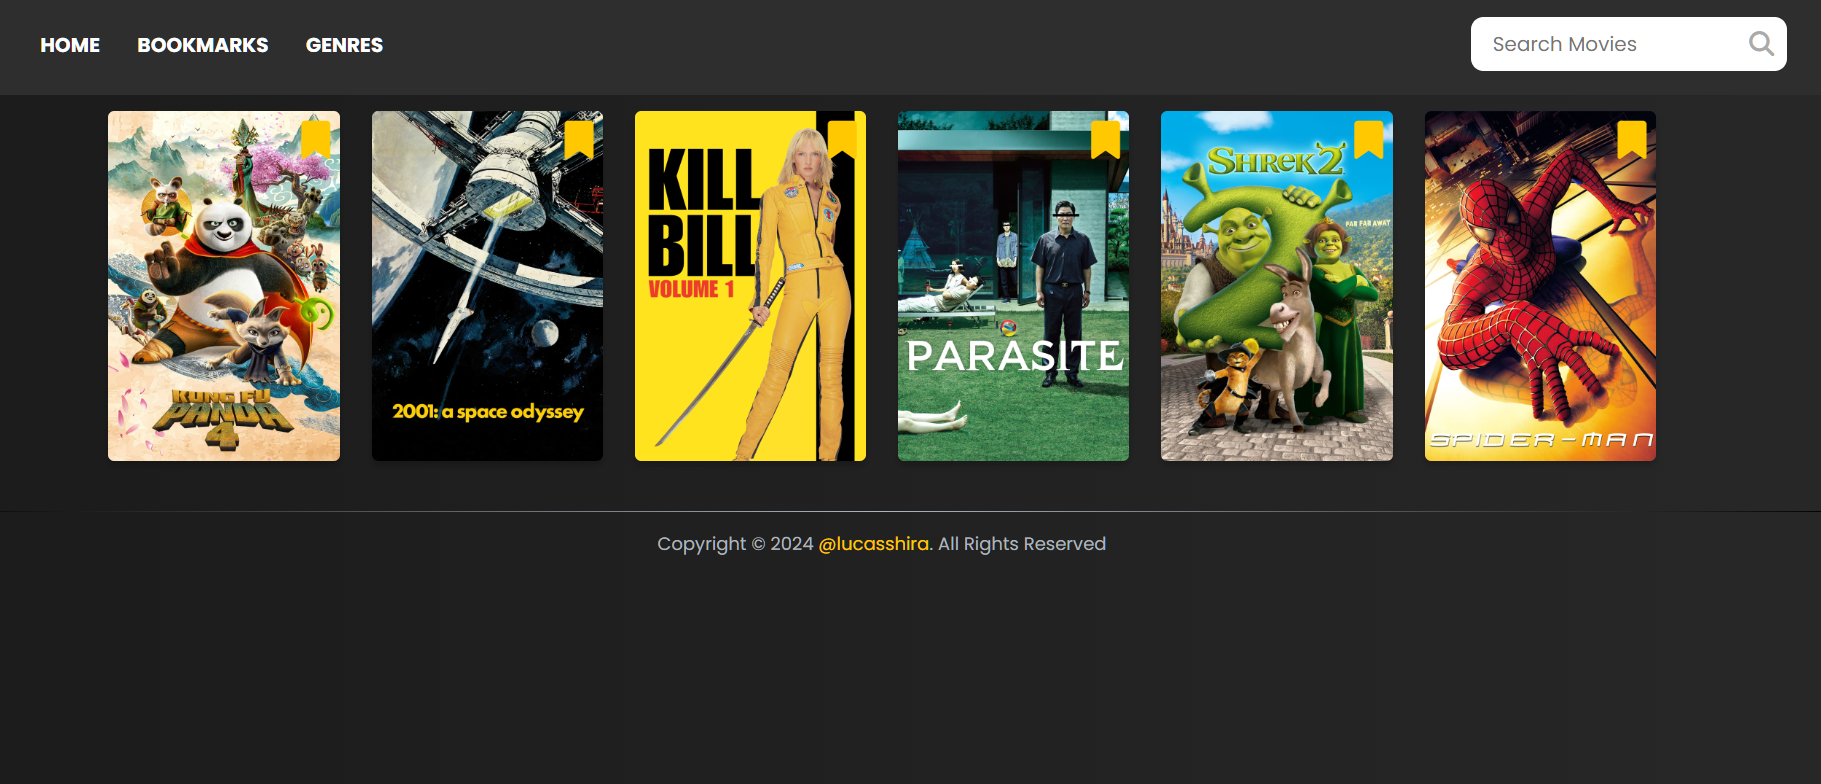 HOME BOOKMARKS GENRES Search Movies
KUNG FU
PANDA
4
2001: a space odyssey
KILL
BILL
VOLUME 1
PARASITE
SHREK 2
FAR FAR AWAY
SPIDER-MAN
Copyright © 2024 @lucasshira. All Rights Reserved